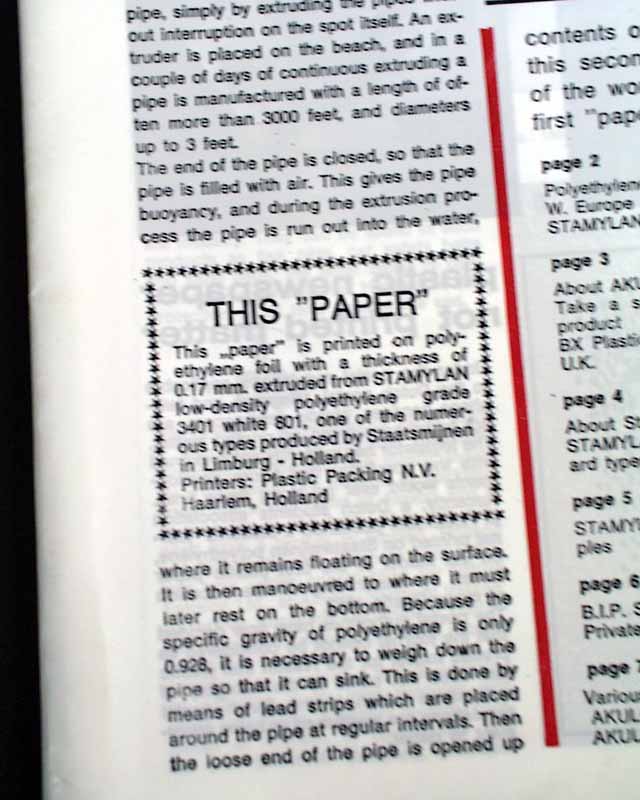 pipe, simply by extruding the pipes
out interruption on the spot itself. An ex-
truder is placed on the beach, and in a
couple of days of continuous extruding a
pipe is manufactured with a length of of-
ten more than 3000 feet, and diameters
up to 3 feet.
The end of the pipe is closed, so that the
pipe is filled with air. This gives the pipe
buoyancy, and during the extrusion pro-
cess the pipe is run out into the water,
THIS "PAPER"
This „paper" is printed on poly-
ethylene foil with a thickness of
0.17 mm. extruded from STAMYLAN
low-density polyethylene grade
3401 white 801, one of the numer-
ous types produced by Staatsmijnen
in Limburg - Holland.
Printers: Plastic Packing N.V.
Haarlem, Holland
where it remains floating on the surface.
It is then manoeuvred to where it must
later rest on the bottom. Because the
specific gravity of polyethylene is only
0.928, it is necessary to weigh down the
pipe so that it can sink. This is done by
means of lead strips which are placed
around the pipe at regular intervals. Then
the loose end of the pipe is opened up
contents o
this secon
of the wo
first "pape
page 2
Polyethylene
W. Europe
STAMYLAN
page 3
About AKU
Take a s
product
BX Plastic
U.K.
page 4
About St
STAMYL
ard type
page 5
STAMY
ples
page 6
B.I.P. S
Private
page 7
Variou
AKUL
AKUL